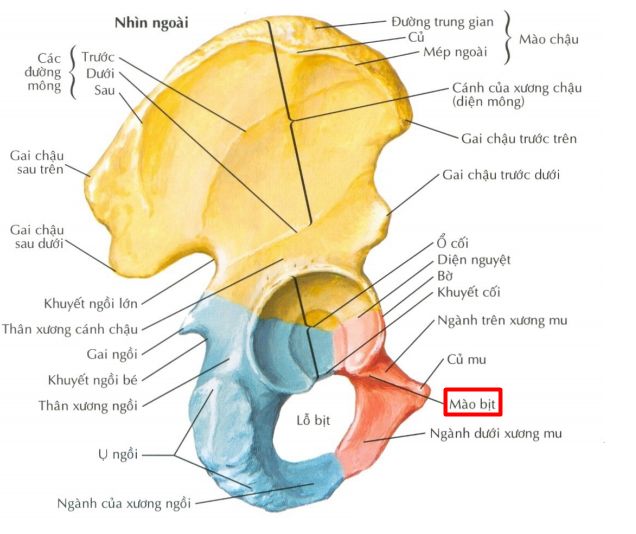 Nhìn ngoài
Các
đường
mông
Trước
Dưới
Sau
Đường trung gian
Củ
Mép ngoài
Mào chậu
Cánh của xương chậu
(diện mông)
Gai chậu trước trên
Gai chậu
sau trên
Gai chậu trước dưới
Gai chậu
sau dưới
Ổ cối
Diện nguyệt
Bờ
Khuyết cối
Khuyết ngồi lớn
Thân xương cánh chậu
Gai ngồi
Khuyết ngồi bé
Thân xương ngồi
Ngành trên xương mu
Củ mu
Mào bịt
Lỗ bịt
Ngành dưới xương mu
Ụ ngồi
Ngành của xương ngồi